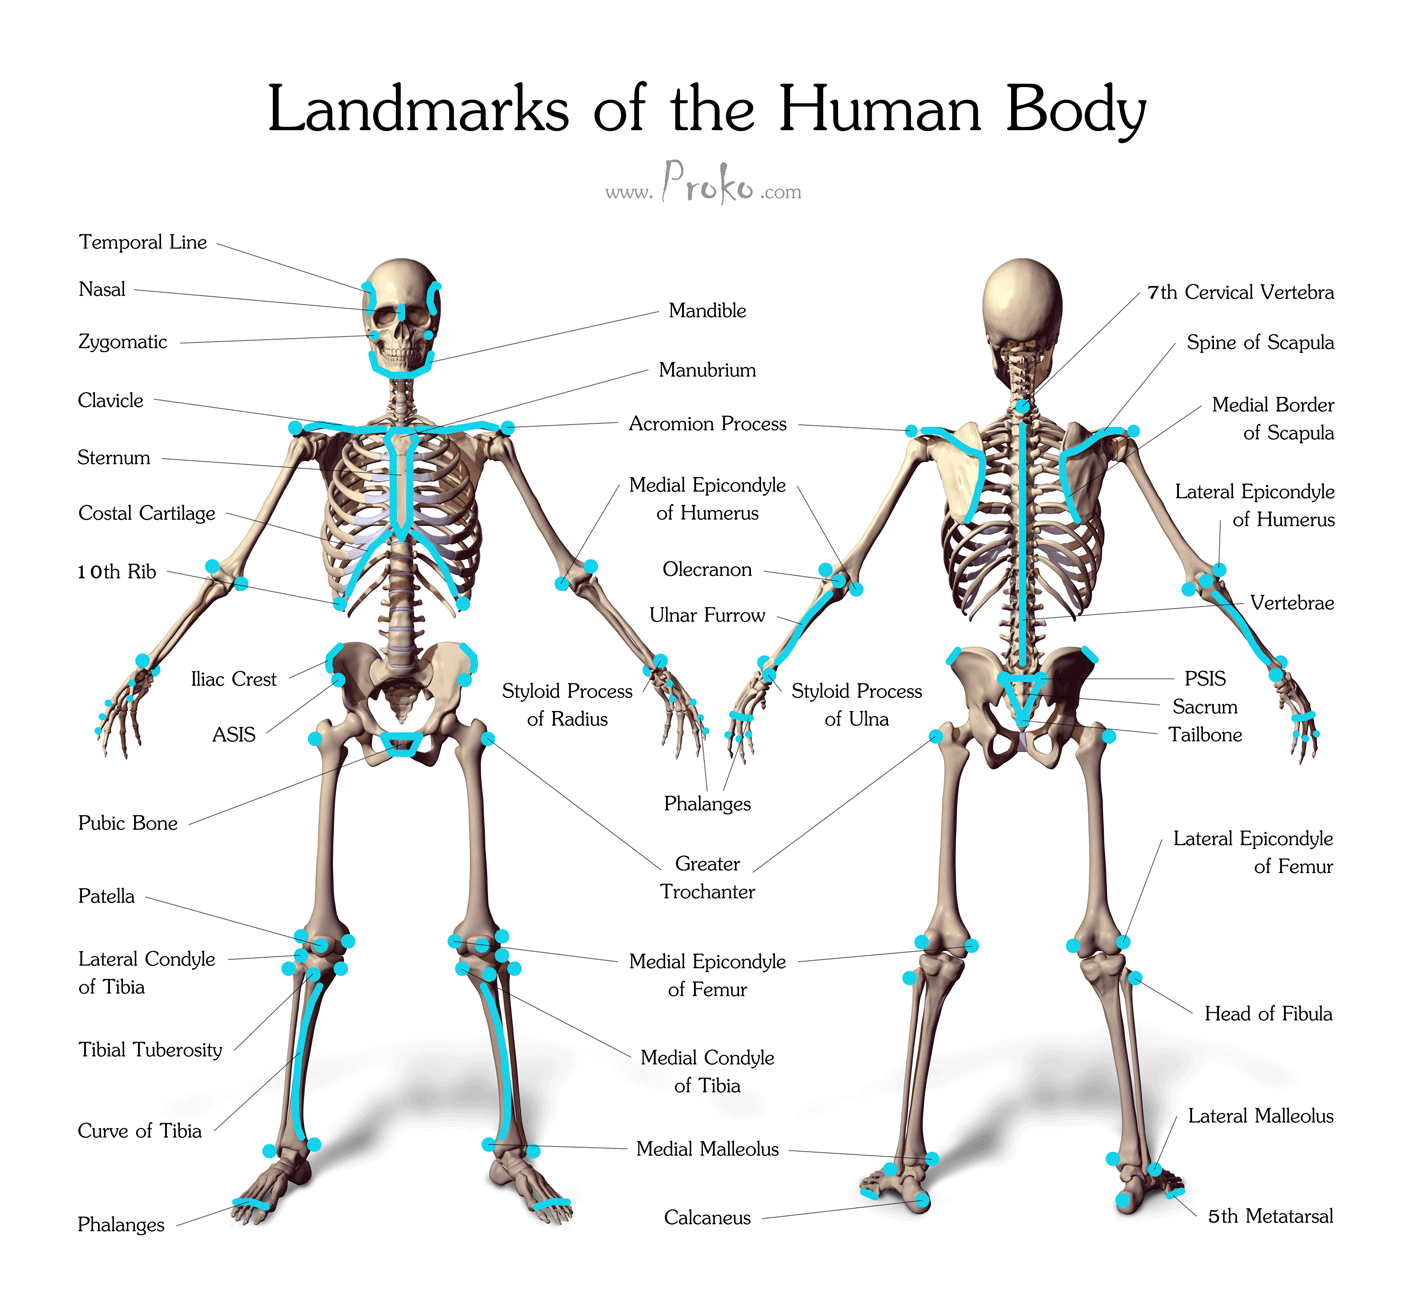 Landmarks of the Human Body
www.Proko.com
Temporal Line
Nasal
Zygomatic
Clavicle
Sternum
Costal Cartilage
10th Rib
Iliac Crest
ASIS
Pubic Bone
Patella
Lateral Condyle
of Tibia
Tibial Tuberosity
Curve of Tibia
Phalanges
Mandible
Manubrium
Acromion Process
Medial Epicondyle
of Humerus
Olecranon
Ulnar Furrow
Styloid Process
of Radius
Styloid Process
of Ulna
Phalanges
Greater
Trochanter
Medial Epicondyle
of Femur
Medial Condyle
of Tibia
Medial Malleolus
Calcaneus
7th Cervical Vertebra
Spine of Scapula
Medial Border
of Scapula
Lateral Epicondyle
of Humerus
Vertebrae
PSIS
Sacrum
Tailbone
Lateral Epicondyle
of Femur
Head of Fibula
Lateral Malleolus
5th Metatarsal